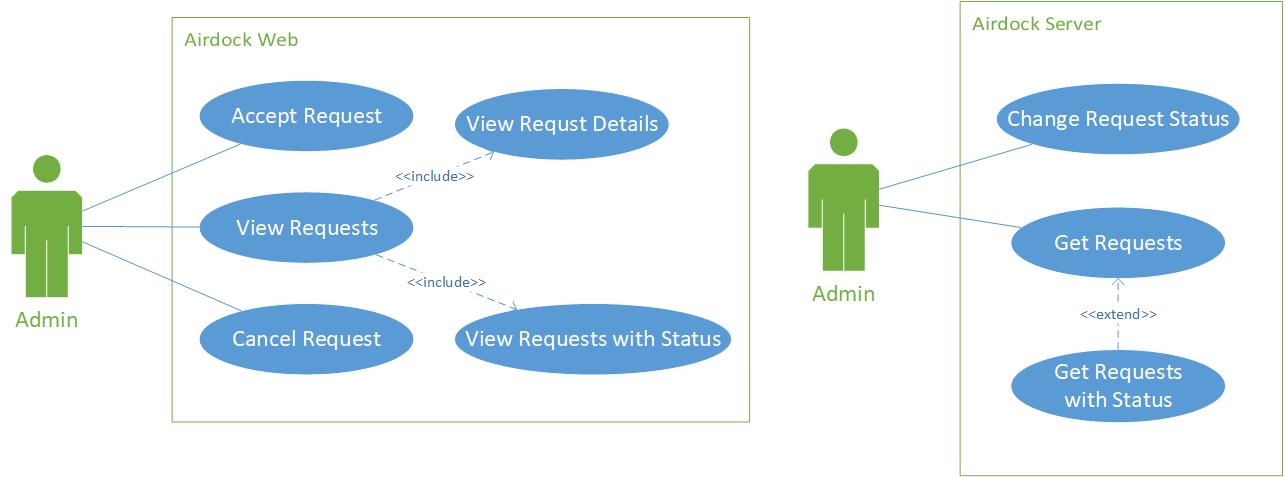 Airdock Web
Accept Request
View Requst Details
<<include>>
View Requests
<<include>>
Cancel Request
View Requests with Status
Admin
Airdock Server
Change Request Status
Get Requests
<<extend>>
Get Requests
with Status
Admin